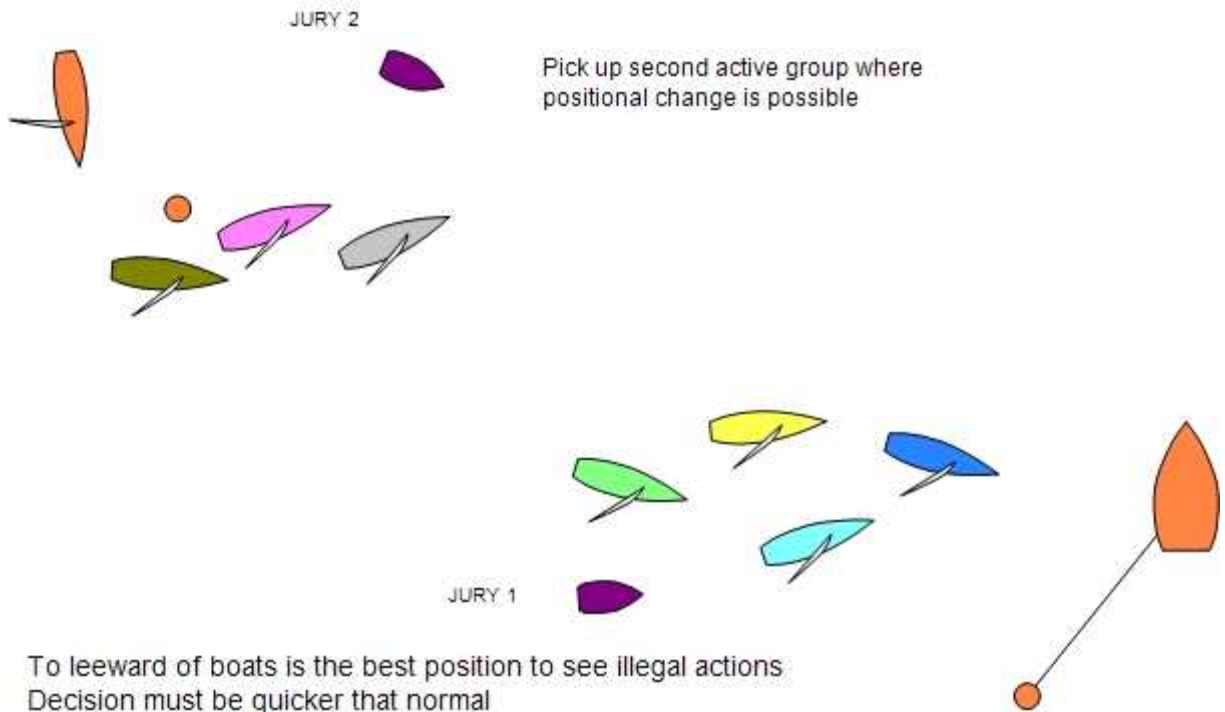 JURY 2
Pick up second active group where
positional change is possible
JURY 1
To leeward of boats is the best position to see illegal actions
Decision must be quicker that normal